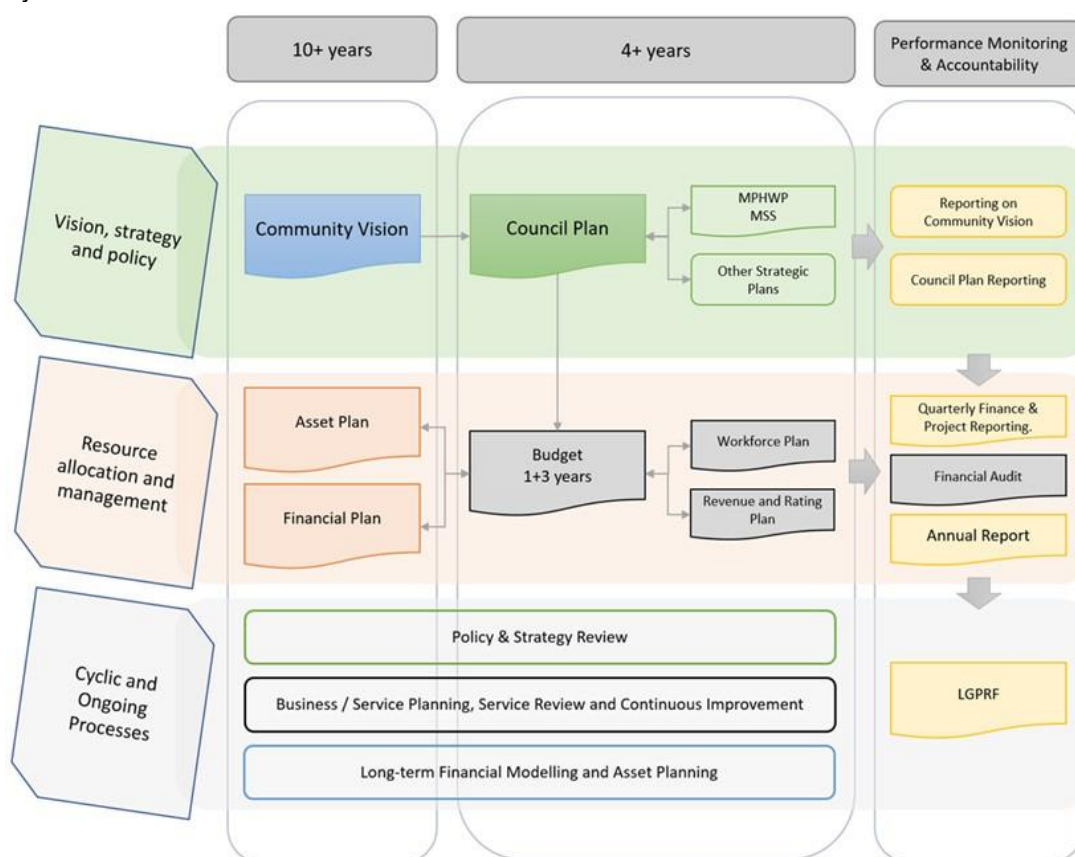 10+ years
4+ years
Performance Monitoring
& Accountability
Vision, strategy
and policy
Community Vision
Council Plan
MPHWP
MSS
Other Strategic
Plans
Reporting on
Community Vision
Council Plan Reporting
Resource
allocation and
management
Asset Plan
Financial Plan
Budget
1+3 years
Workforce Plan
Revenue and Rating
Plan
Quarterly Finance &
Project Reporting.
Financial Audit
Annual Report
Cyclic and
Ongoing
Processes
Policy & Strategy Review
Business / Service Planning, Service Review and Continuous Improvement
Long-term Financial Modelling and Asset Planning
LGPRF